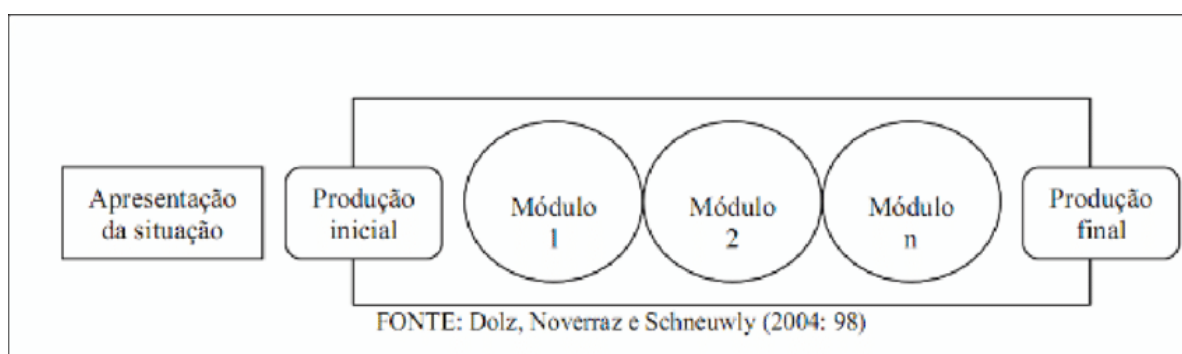 Apresentação
da situação
Produção
inicial
Módulo
1
Módulo
2
Módulo
n
Produção
final
FONTE: Dolz, Noverraz e Schneuwly (2004: 98)